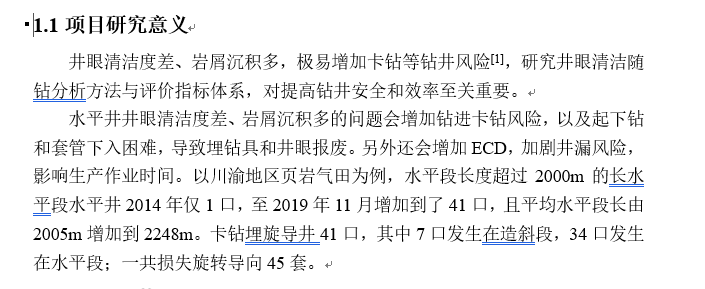 1.1 项目研究意义
井眼清洁度差、岩屑沉积多，极易增加卡钻等钻井风险[1]，研究井眼清洁随
钻分析方法与评价指标体系，对提高钻井安全和效率至关重要。
水平井井眼清洁度差、岩屑沉积多的问题会增加钻进卡钻风险，以及起下钻
和套管下入困难，导致埋钻具和井眼报废。另外还会增加 ECD，加剧井漏风险，
影响生产作业时间。以川渝地区页岩气田为例，水平段长度超过 2000m 的长水
平段水平井 2014 年仅 1 口，至 2019 年 11 月增加到了 41 口，且平均水平段长由
2005m 增加到 2248m。卡钻埋旋导井 41 口，其中 7 口发生在造斜段，34 口发生
在水平段；一共损失旋转导向 45 套。